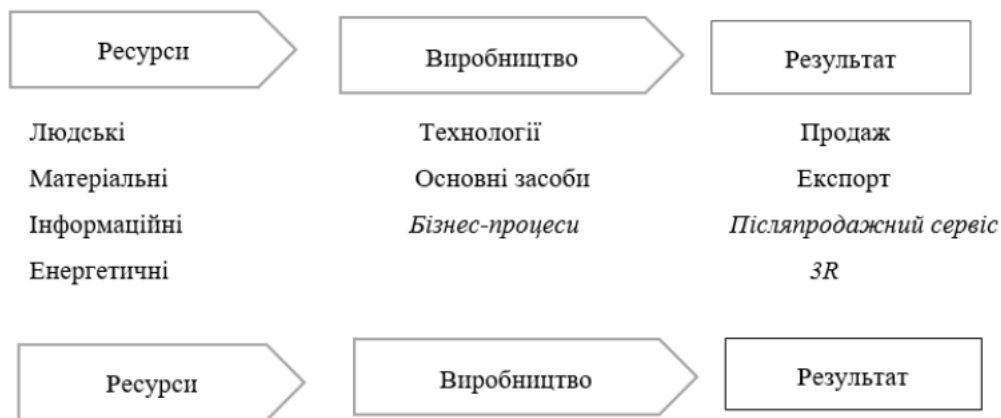 Ресурси Виробництво Результат
Людські Технології Продаж
Матеріальні Основні засоби Експорт
Інформаційні Бізнес-процеси Післяпродажний сервіс
Енергетичні 3R
Ресурси Виробництво Результат